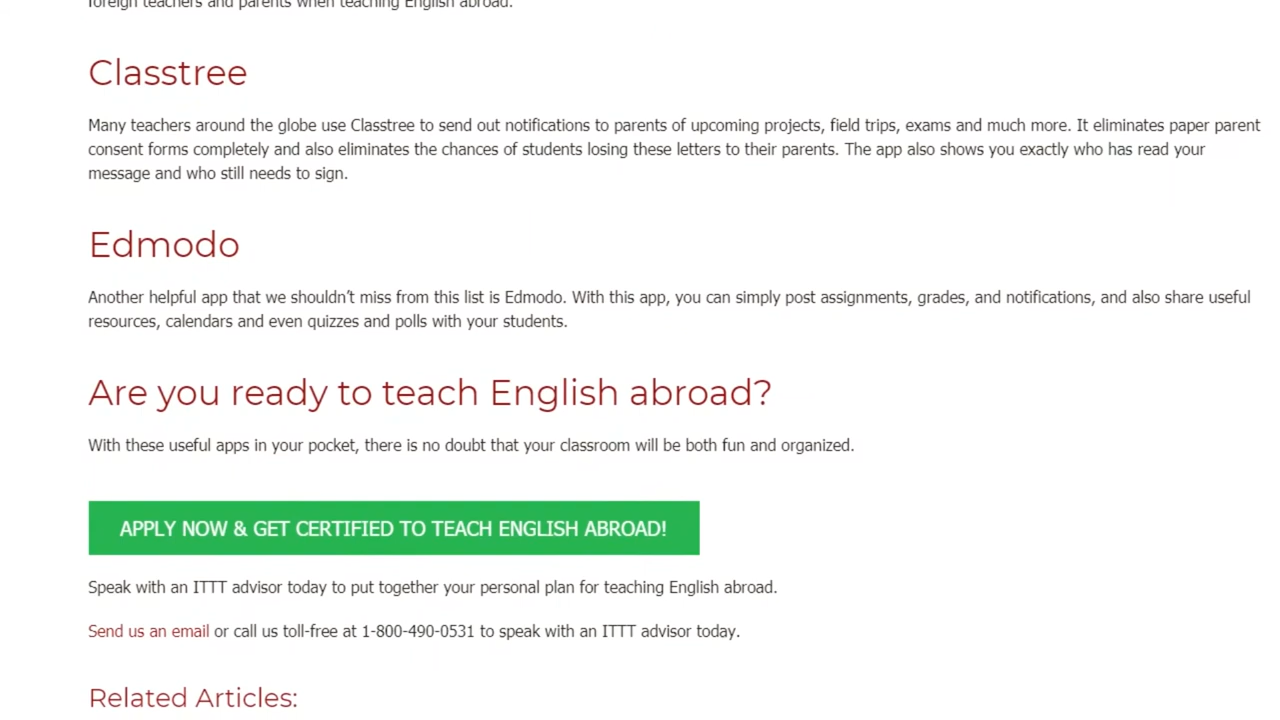 foreign teachers and parents when teaching English abroad.
Classtree
Many teachers around the globe use Classtree to send out notifications to parents of upcoming projects, field trips, exams and much more. It eliminates paper parent
consent forms completely and also eliminates the chances of students losing these letters to their parents. The app also shows you exactly who has read your
message and who still needs to sign.
Edmodo
Another helpful app that we shouldn’t miss from this list is Edmodo. With this app, you can simply post assignments, grades, and notifications, and also share useful
resources, calendars and even quizzes and polls with your students.
Are you ready to teach English abroad?
With these useful apps in your pocket, there is no doubt that your classroom will be both fun and organized.
APPLY NOW & GET CERTIFIED TO TEACH ENGLISH ABROAD!
Speak with an ITTT advisor today to put together your personal plan for teaching English abroad.
Send us an email or call us toll-free at 1-800-490-0531 to speak with an ITTT advisor today.
Related Articles: